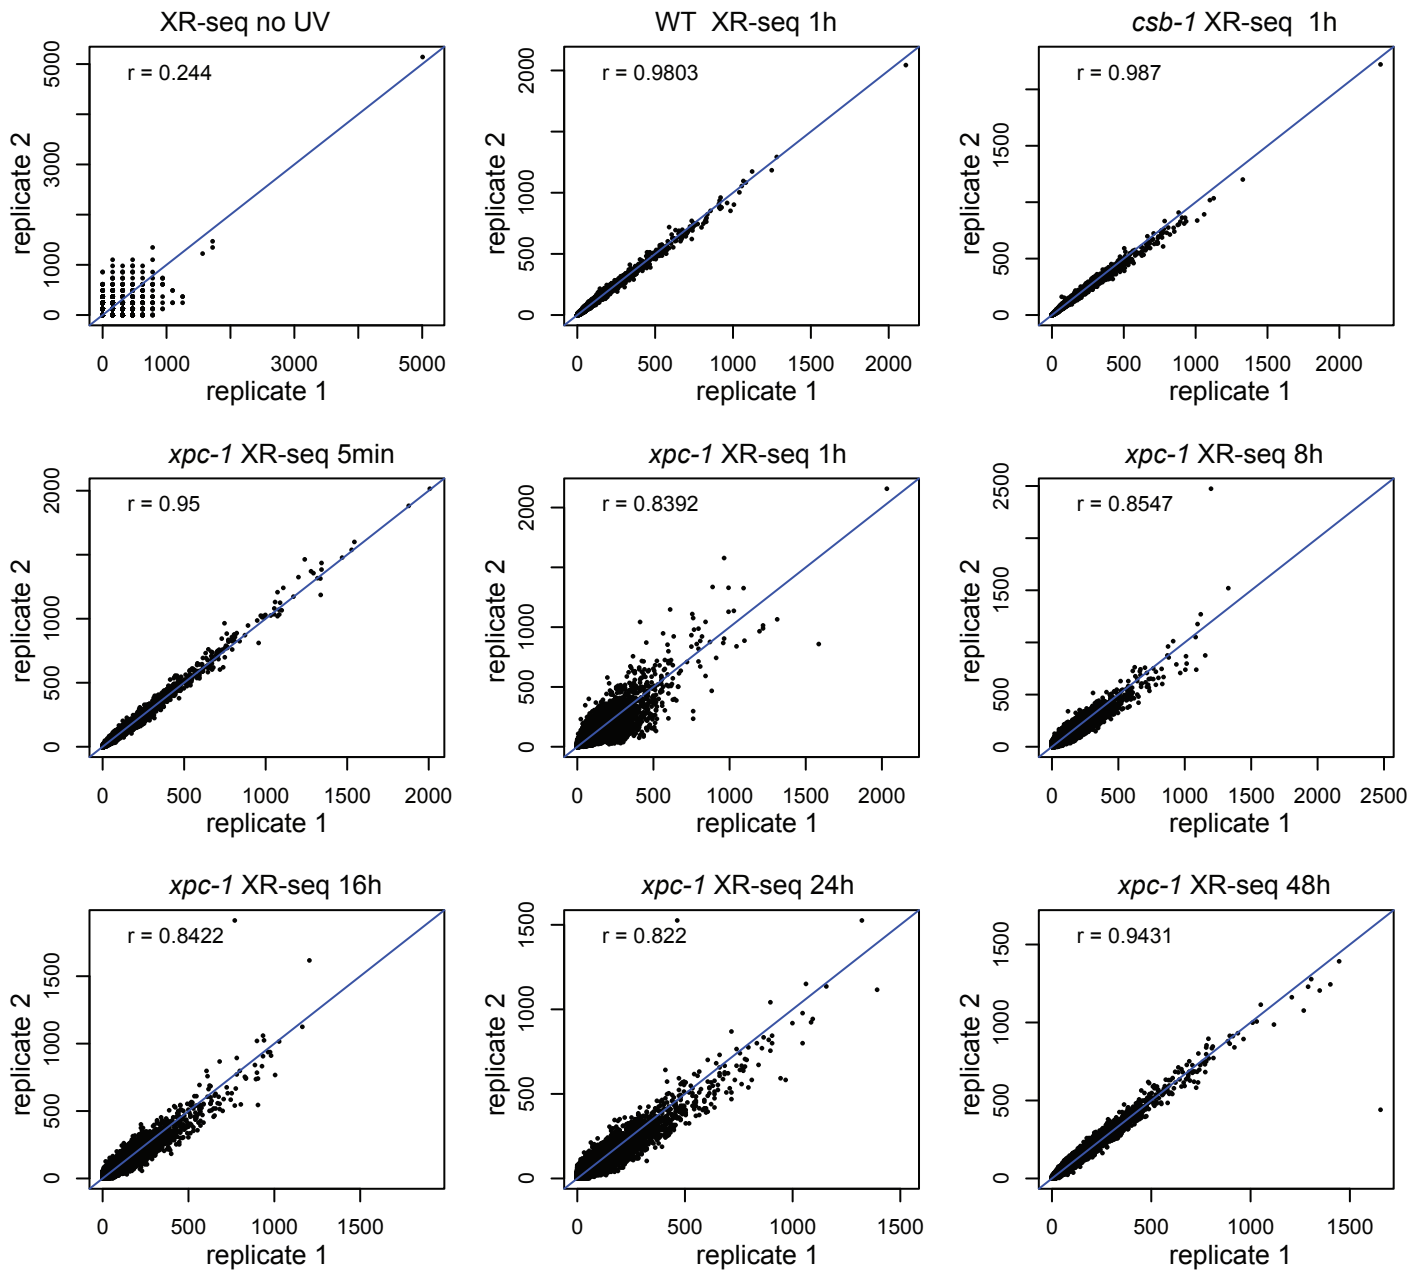 XR-seq no UV
r = 0.244
replicate 2
0
1000
3000
5000
0
1000
3000
5000
replicate 1
WT XR-seq 1h
r = 0.9803
replicate 2
0
500
1000
2000
0
500
1000
1500
2000
replicate 1
csb-1 XR-seq 1h
r = 0.987
replicate 2
0
500
1500
0
500
1000
1500
2000
replicate 1
xpc-1 XR-seq 5min
r = 0.95
replicate 2
0
500
1000
2000
0
500
1000
1500
2000
replicate 1
xpc-1 XR-seq 1h
r = 0.8392
replicate 2
0
500
1000
2000
0
500
1000
1500
2000
replicate 1
xpc-1 XR-seq 8h
r = 0.8547
replicate 2
0
500
1500
2500
0
500
1000
1500
2000
2500
replicate 1
xpc-1 XR-seq 16h
r = 0.8422
replicate 2
0
500
1000
1500
0
500
1000
1500
replicate 1
xpc-1 XR-seq 24h
r = 0.822
replicate 2
0
500
1000
1500
0
500
1000
1500
replicate 1
xpc-1 XR-seq 48h
r = 0.9431
replicate 2
0
500
1000
1500
0
500
1000
1500
replicate 1